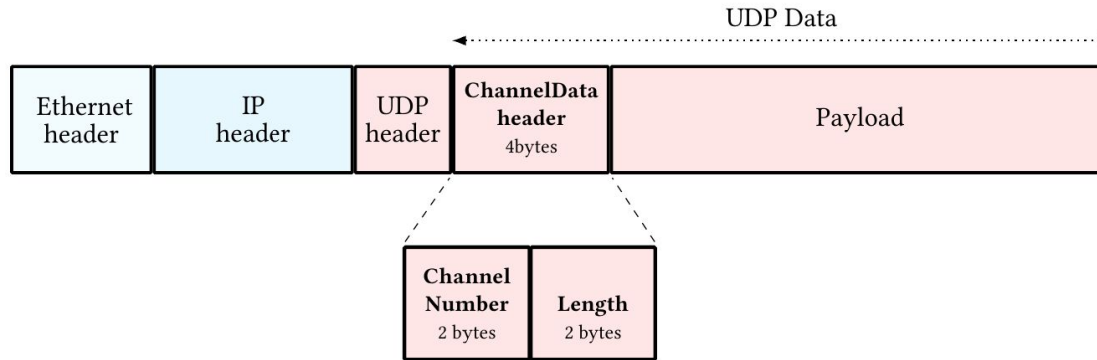 UDP Data
Ethernet
header
IP
header
UDP
header
ChannelData
header
4bytes
Payload
Channel
Number
2 bytes
Length
2 bytes